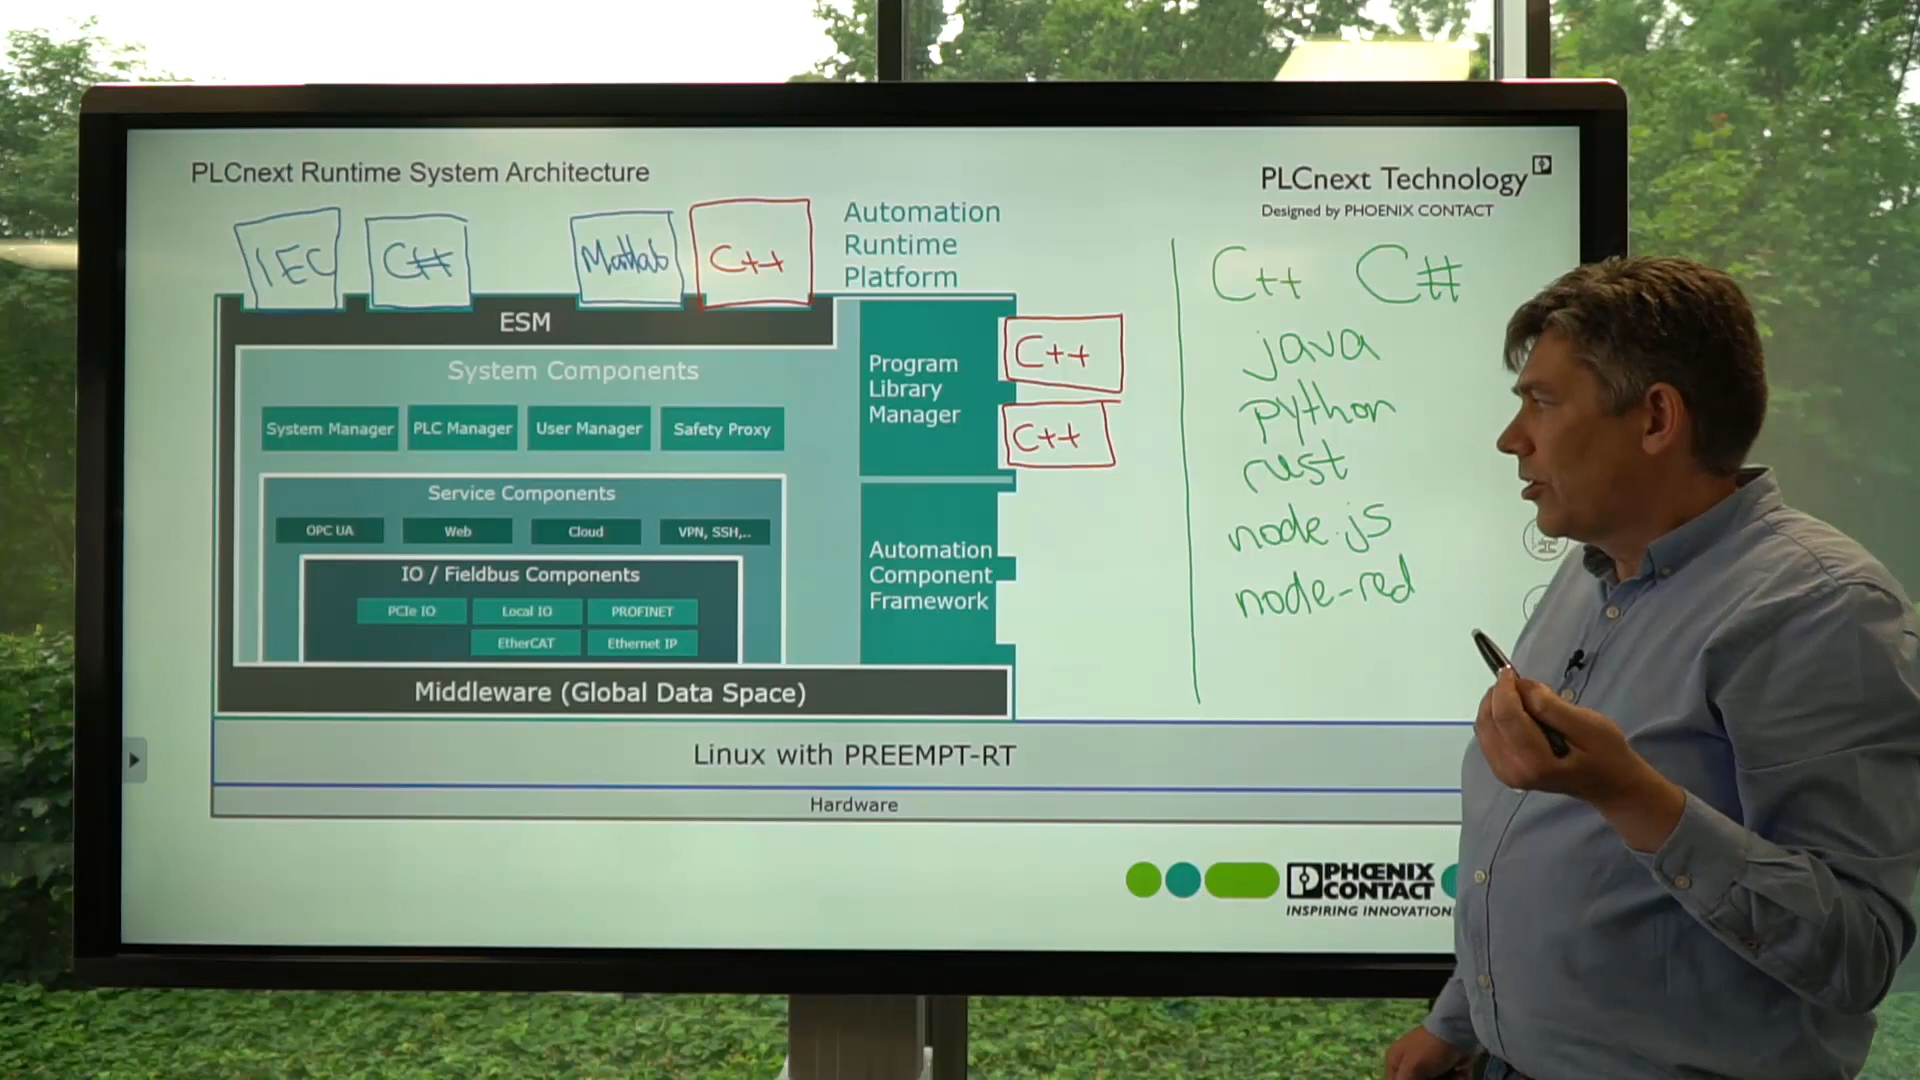 PLCnext Runtime System Architecture
PLCnext Technology
Designed by PHOENIX CONTACT
IEC
C#
Matlab
C++
Automation
Runtime
Platform
C++ C#
java
python
rust
node.js
node-red
ESM
System Components
System Manager
PLC Manager
User Manager
Safety Proxy
Program
Library
Manager
C++
C++
Service Components
OPC UA
Web
Cloud
VPN, SSH,..
IO / Fieldbus Components
PCIe IO
Local IO
PROFINET
EtherCAT
Ethernet IP
Automation
Component
Framework
Middleware (Global Data Space)
Linux with PREEMPT-RT
Hardware
PHŒNIX
CONTACT
INSPIRING INNOVATION